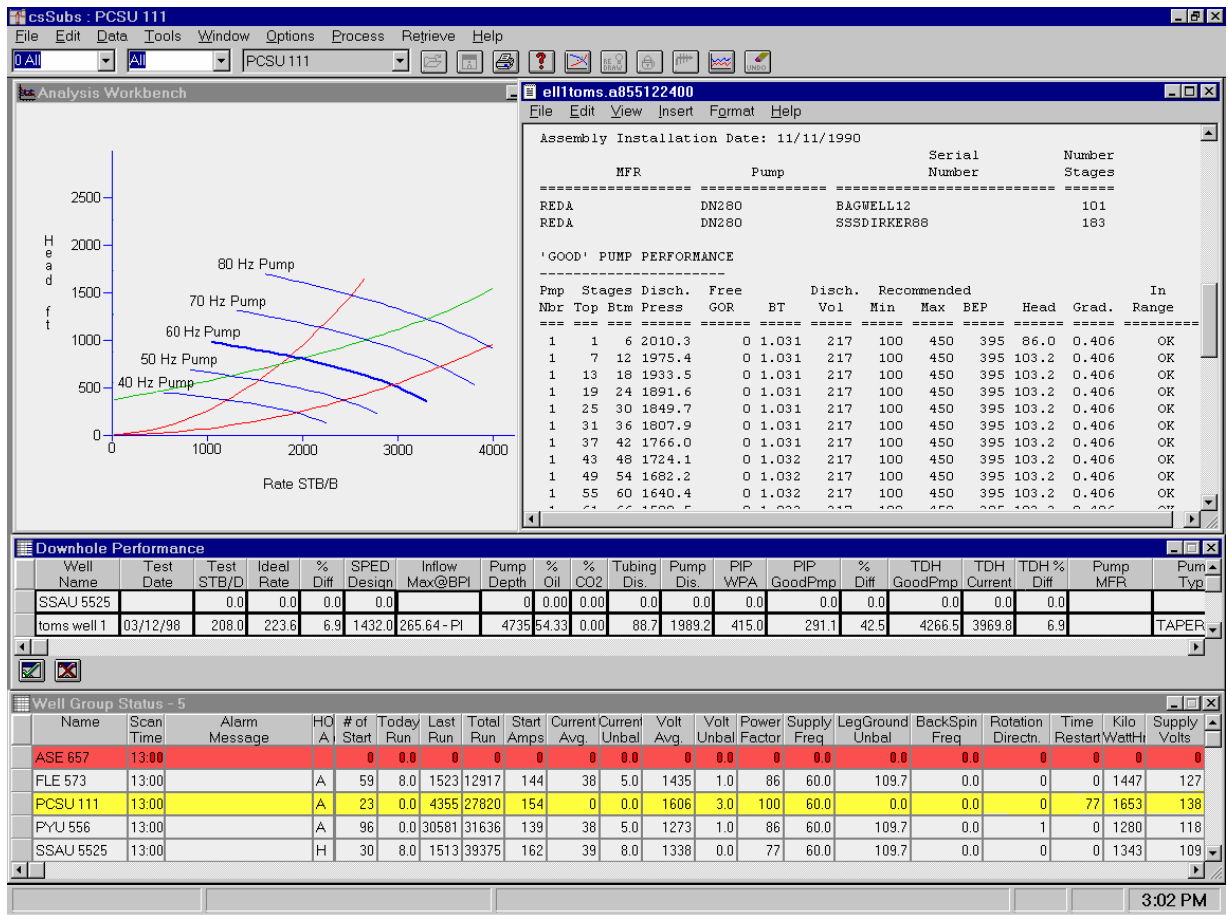 csSubs : PCSU 111
File Edit Data Tools Window Options Process Retrieve Help
0 All All PCSU 111 RE DRAW UNDO
Analysis Workbench
Head ft
2500
2000
1500
1000
500
0
80 Hz Pump
70 Hz Pump
60 Hz Pump
50 Hz Pump
40 Hz Pump
0 1000 2000 3000 4000
Rate STB/B
ell1toms.a855122400
File Edit View Insert Format Help
Assembly Installation Date: 11/11/1990
Serial Number
MFR Pump Number Stages
=================== ================ =========================== ======
REDA DN280 BAGWELL12 101
REDA DN280 SSSDIRKER88 183
'GOOD' PUMP PERFORMANCE
-----------------------
Pmp Stages Disch. Free Disch. Recommended In
Nbr Top Btm Press GOR BT Vol Min Max BEP Head Grad. Range
=== === === ====== ===== ===== ====== ===== ===== ===== ===== ====== =========
1 1 6 2010.3 0 1.031 217 100 450 395 86.0 0.406 OK
1 7 12 1975.4 0 1.031 217 100 450 395 103.2 0.406 OK
1 13 18 1933.5 0 1.031 217 100 450 395 103.2 0.406 OK
1 19 24 1891.6 0 1.031 217 100 450 395 103.2 0.406 OK
1 25 30 1849.7 0 1.031 217 100 450 395 103.2 0.406 OK
1 31 36 1807.9 0 1.031 217 100 450 395 103.2 0.406 OK
1 37 42 1766.0 0 1.031 217 100 450 395 103.2 0.406 OK
1 43 48 1724.1 0 1.032 217 100 450 395 103.2 0.406 OK
1 49 54 1682.2 0 1.032 217 100 450 395 103.2 0.406 OK
1 55 60 1640.4 0 1.032 217 100 450 395 103.2 0.406 OK
Downhole Performance
Well Test Test Ideal % SPED Inflow Pump % % Tubing Pump PIP PIP % TDH TDH TDH % Pump Pum
Name Date STB/D Rate Diff Design Max@BPI Depth Oil CO2 Dis. Dis. WPA GoodPmp Diff GoodPmp Current Diff MFR Typ
SSAU 5525 0.0 0.0 0.0 0.0 0 0.00 0.00 0.0 0.0 0.0 0.0 0.0 0.0 0.0 0.0
toms well 1 03/12/98 208.0 223.6 6.9 1432.0 265.64 - PI 4735 54.33 0.00 88.7 1989.2 415.0 291.1 42.5 4266.5 3969.8 6.9 TAPER
Well Group Status - 5
Name Scan Alarm HO # of Today Last Total Start Current Current Volt Volt Power Supply LegGround BackSpin Rotation Time Kilo Supply
Time Message A Start Run Run Run Amps Avg. Unbal Avg. Unbal Factor Freq Unbal Freq Directn. Restart WattHr Volts
ASE 657 13:00 0 0.0 0 0 0 0 0.0 0 0.0 0 0.0 0.0 0.0 0 0 0 0
FLE 573 13:00 A 59 8.0 1523 12917 144 38 5.0 1435 1.0 86 60.0 109.7 0.0 0 0 1447 127
PCSU 111 13:00 A 23 0.0 4355 27820 154 0 0.0 1606 3.0 100 60.0 0.0 0.0 0 77 1653 138
PYU 556 13:00 A 96 0.0 30581 31636 139 38 5.0 1273 1.0 86 60.0 109.7 0.0 1 0 1280 118
SSAU 5525 13:00 H 30 8.0 1513 39375 162 39 8.0 1338 0.0 77 60.0 109.7 0.0 0 0 1343 109
3:02 PM